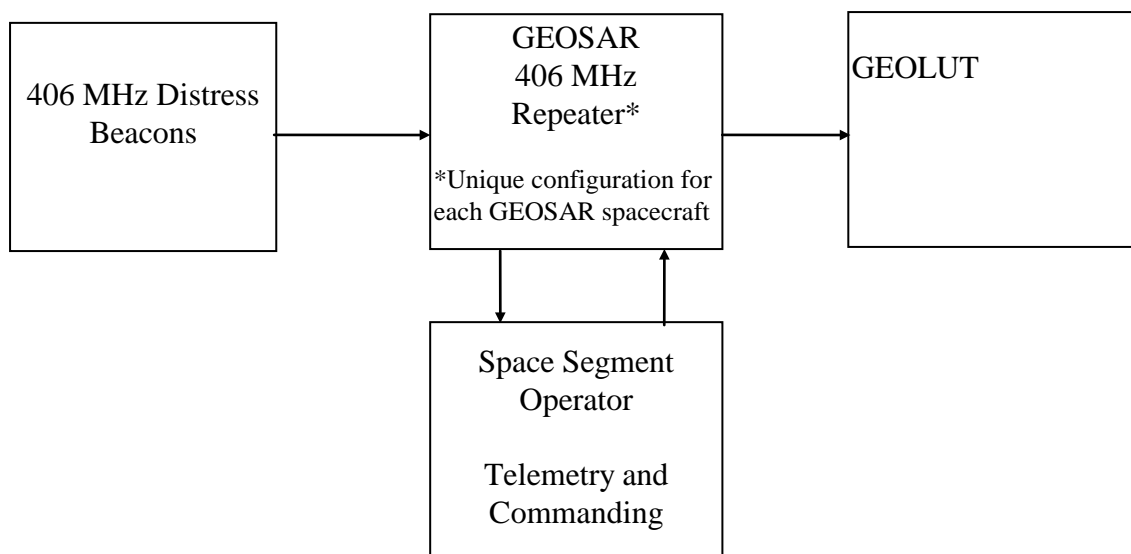 406 MHz Distress
Beacons
GEOSAR
406 MHz
Repeater*
*Unique configuration for
each GEOSAR spacecraft
GEOLUT
Space Segment
Operator
Telemetry and
Commanding